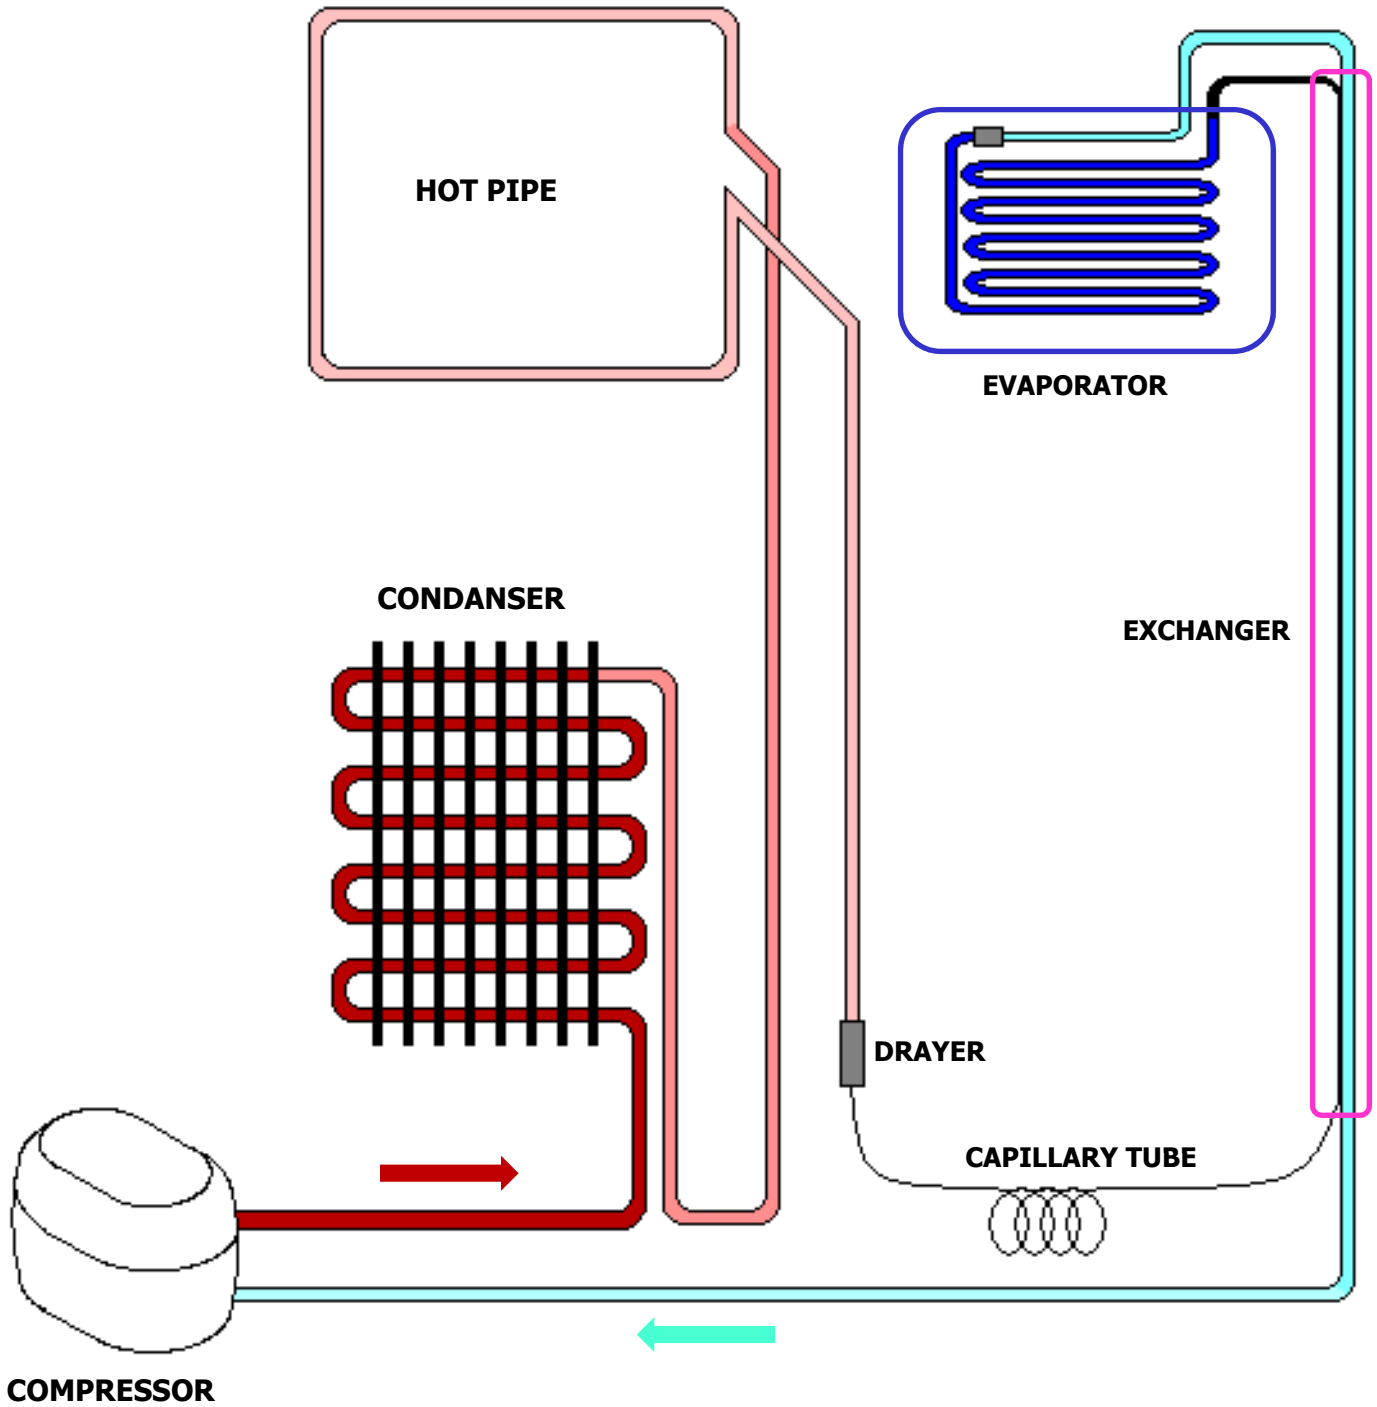 HOT PIPE
EVAPORATOR
CONDANSER
EXCHANGER
DRAYER
CAPILLARY TUBE
COMPRESSOR